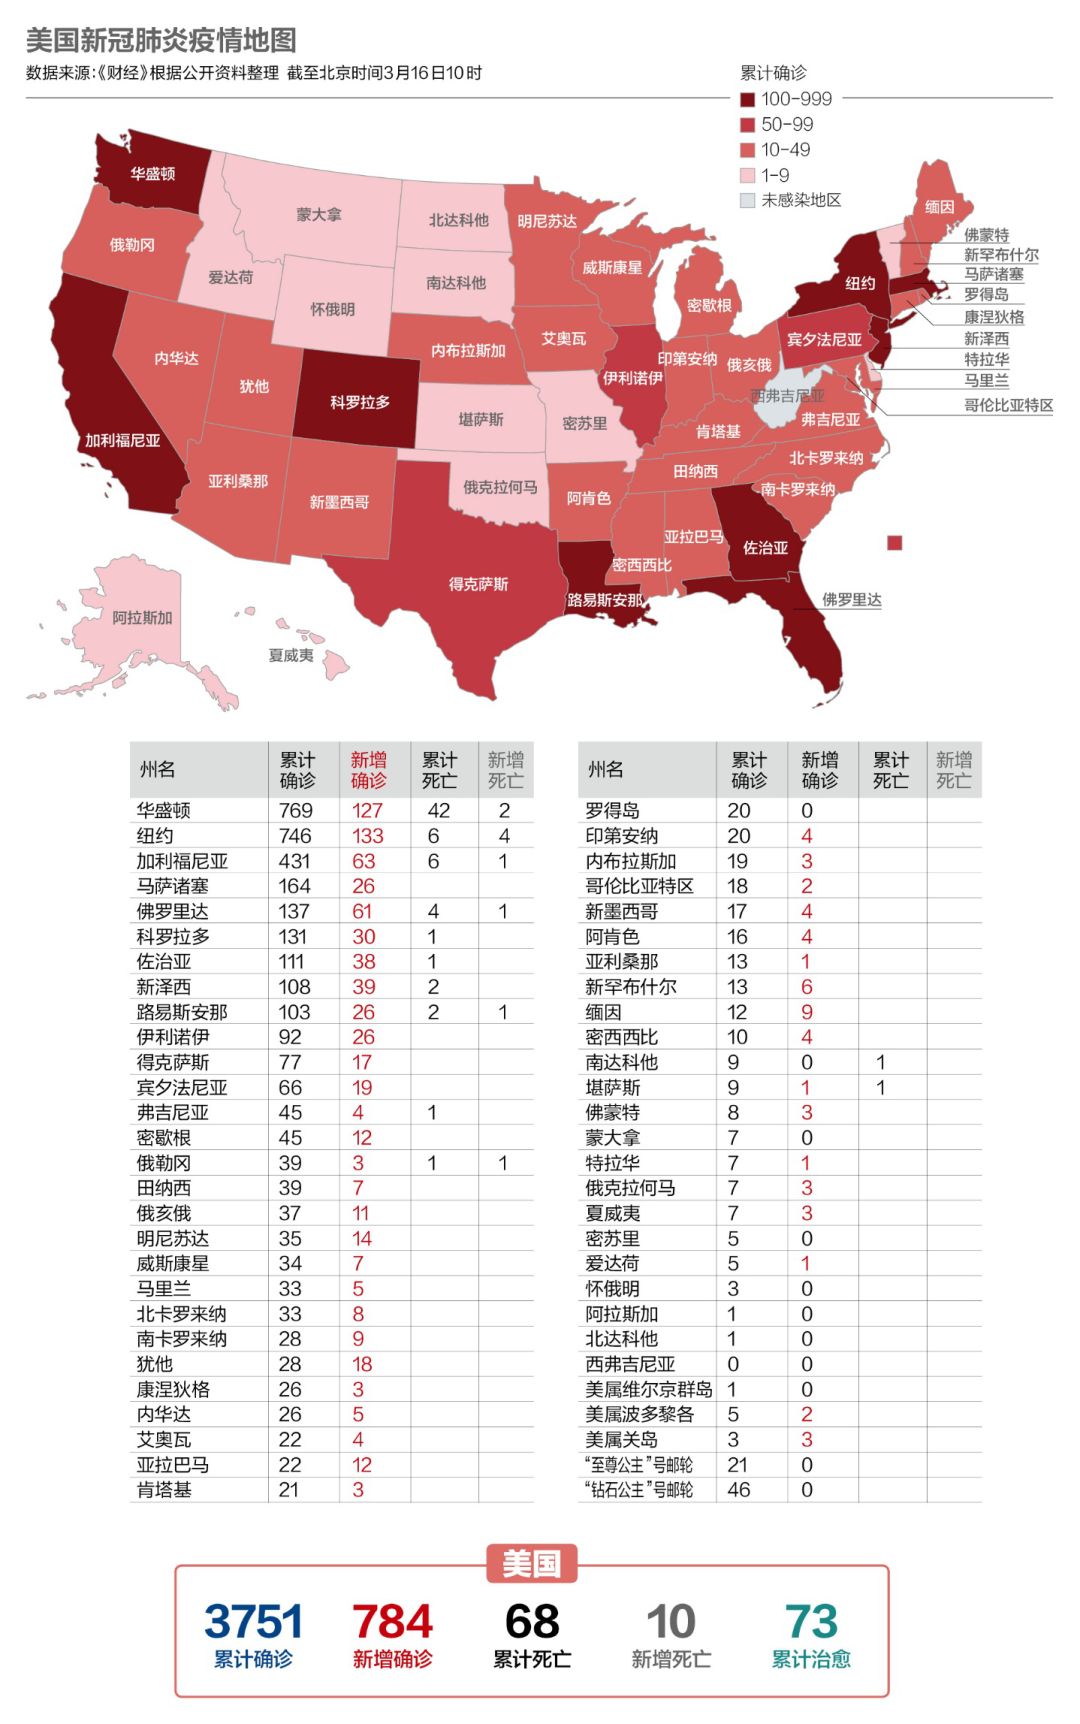 美国新冠肺炎疫情地图
数据来源:《财经》根据公开资料整理 截至北京时间3月16日10时
累计确诊
100-999
50-99
10-49
1-9
未感染地区
华盛顿
蒙大拿
北达科他
明尼苏达
缅因
俄勒冈
佛蒙特
新罕布什尔
爱达荷
南达科他
威斯康星
马萨诸塞
纽约
罗得岛
怀俄明
密歇根
康涅狄格
内华达
内布拉斯加
艾奥瓦
宾夕法尼亚
新泽西
印第安纳
俄亥俄
特拉华
犹他
伊利诺伊
马里兰
科罗拉多
西弗吉尼亚
哥伦比亚特区
加利福尼亚
堪萨斯
密苏里
肯塔基
弗吉尼亚
北卡罗来纳
田纳西
亚利桑那
新墨西哥
俄克拉何马
阿肯色
南卡罗来纳
亚拉巴马
佐治亚
密西西比
得克萨斯
路易斯安那
佛罗里达
阿拉斯加
夏威夷
州名 累计确诊 新增确诊 累计死亡 新增死亡
华盛顿 769 127 42 2
纽约 746 133 6 4
加利福尼亚 431 63 6 1
马萨诸塞 164 26
佛罗里达 137 61 4 1
科罗拉多 131 30 1
佐治亚 111 38 1
新泽西 108 39 2
路易斯安那 103 26 2 1
伊利诺伊 92 26
得克萨斯 77 17
宾夕法尼亚 66 19
弗吉尼亚 45 4 1
密歇根 45 12
俄勒冈 39 3 1 1
田纳西 39 7
俄亥俄 37 11
明尼苏达 35 14
威斯康星 34 7
马里兰 33 5
北卡罗来纳 33 8
南卡罗来纳 28 9
犹他 28 18
康涅狄格 26 3
内华达 26 5
艾奥瓦 22 4
亚拉巴马 22 12
肯塔基 21 3
州名 累计确诊 新增确诊 累计死亡 新增死亡
罗得岛 20 0
印第安纳 20 4
内布拉斯加 19 3
哥伦比亚特区 18 2
新墨西哥 17 4
阿肯色 16 4
亚利桑那 13 1
新罕布什尔 13 6
缅因 12 9
密西西比 10 4
南达科他 9 0 1
堪萨斯 9 1 1
佛蒙特 8 3
蒙大拿 7 0
特拉华 7 1
俄克拉何马 7 3
夏威夷 7 3
密苏里 5 0
爱达荷 5 1
怀俄明 3 0
阿拉斯加 1 0
北达科他 1 0
西弗吉尼亚 0 0
美属维尔京群岛 1 0
美属波多黎各 5 2
美属关岛 3 3
“至尊公主”号邮轮 21 0
“钻石公主”号邮轮 46 0
美国
3751 784 68 10 73
累计确诊 新增确诊 累计死亡 新增死亡 累计治愈